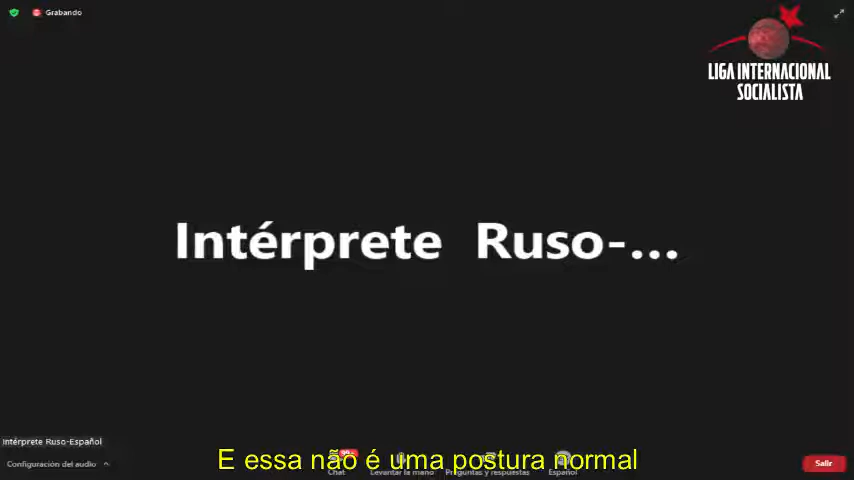 Grabando
LIGA INTERNACIONAL
SOCIALISTA
Intérprete Ruso-...
Intérprete Ruso-Español
Configuración del audio
Chat
Levantar la mano
Preguntas y respuestas
Español
Salir
E essa não é uma postura normal